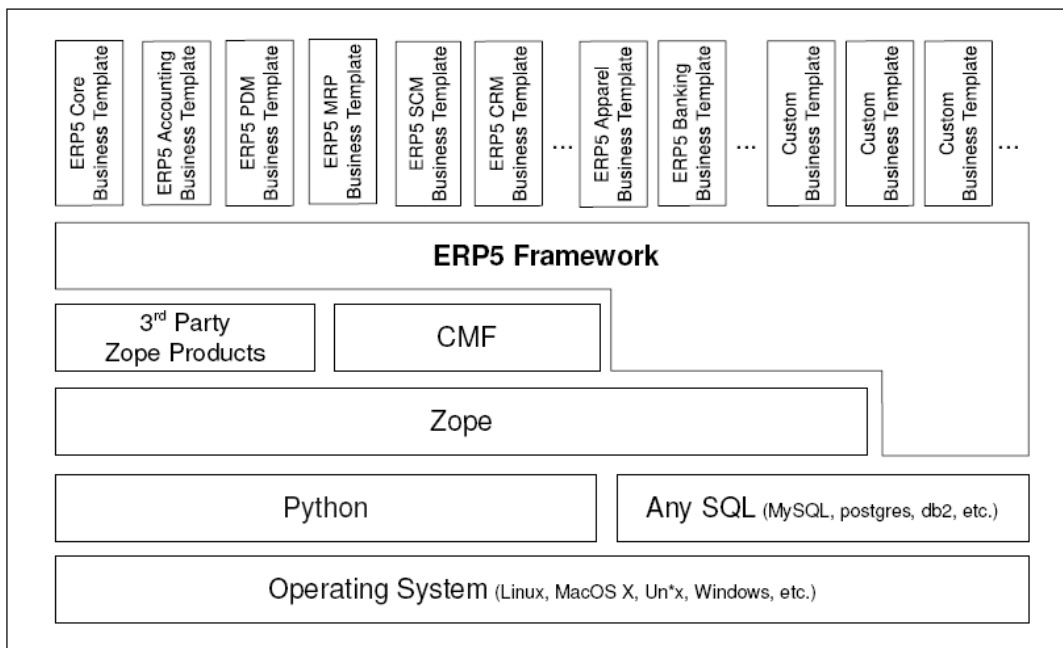 ERP5 Core
Business Template
ERP5 Accounting
Business Template
ERP5 PDM
Business Template
ERP5 MRP
Business Template
ERP5 SCM
Business Template
ERP5 CRM
Business Template
...
ERP5 Apparel
Business Template
ERP5 Banking
Business Template
...
Custom
Business Template
Custom
Business Template
Custom
Business Template
...
ERP5 Framework
3rd Party
Zope Products
CMF
Zope
Python
Any SQL (MySQL, postgres, db2, etc.)
Operating System (Linux, MacOS X, Un*x, Windows, etc.)